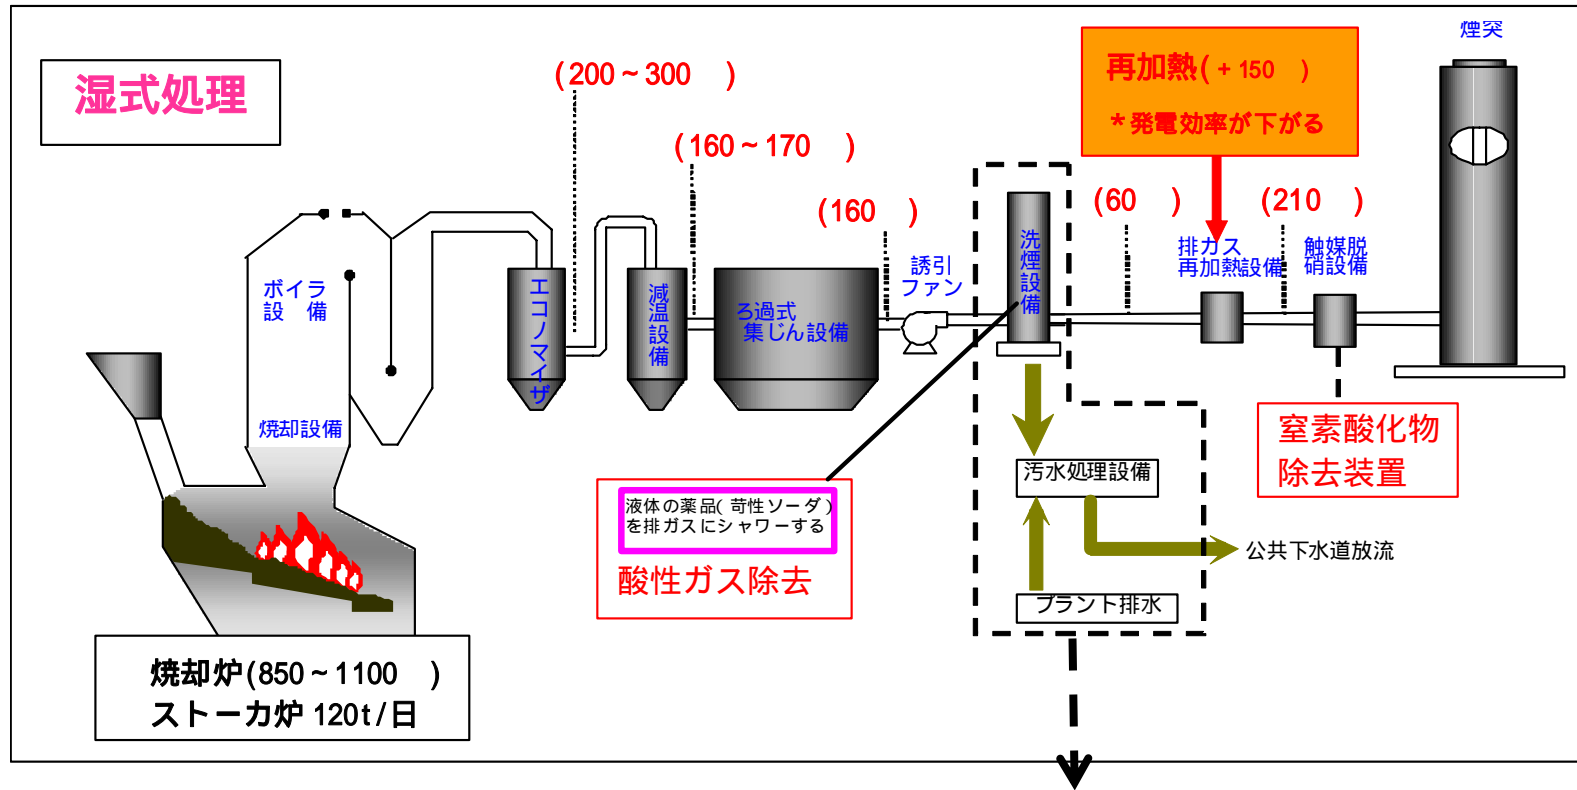 湿式処理
(200～300　)
(160～170　)
(160　)
再加熱(+150　)
*発電効率が下がる
煙突
(60　)
(210　)
ボイラ
設　備
焼却設備
エコノマイザ
減温設備
ろ過式
集じん設備
誘引
ファン
洗煙設備
排ガス
再加熱設備
触媒脱
硝設備
窒素酸化物
除去装置
液体の薬品(苛性ソーダ)
を排ガスにシャワーする
酸性ガス除去
汚水処理設備
公共下水道放流
プラント排水
焼却炉(850～1100　)
ストーカ炉 120t/日